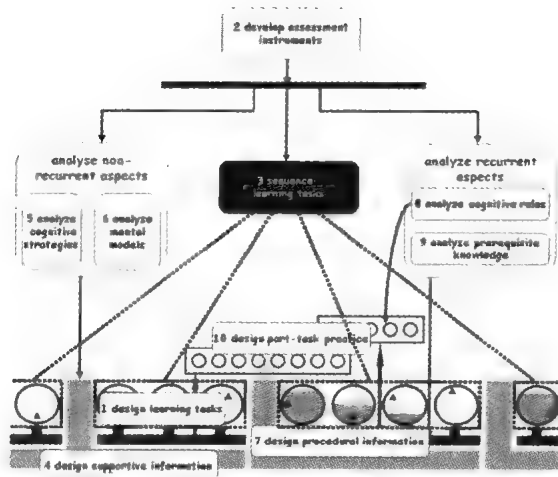 2 develop assessment
instruments
analyse non-
recurrent aspects
5 analyze
cognitive
strategies
6 analyze
mental
models
3 sequence
learning tasks
analyze recurrent
aspects
8 analyze cognitive rules
9 analyze prerequisite
knowledge
10 design part-task practice
1 design learning tasks
7 design procedural information
4 design supportive information